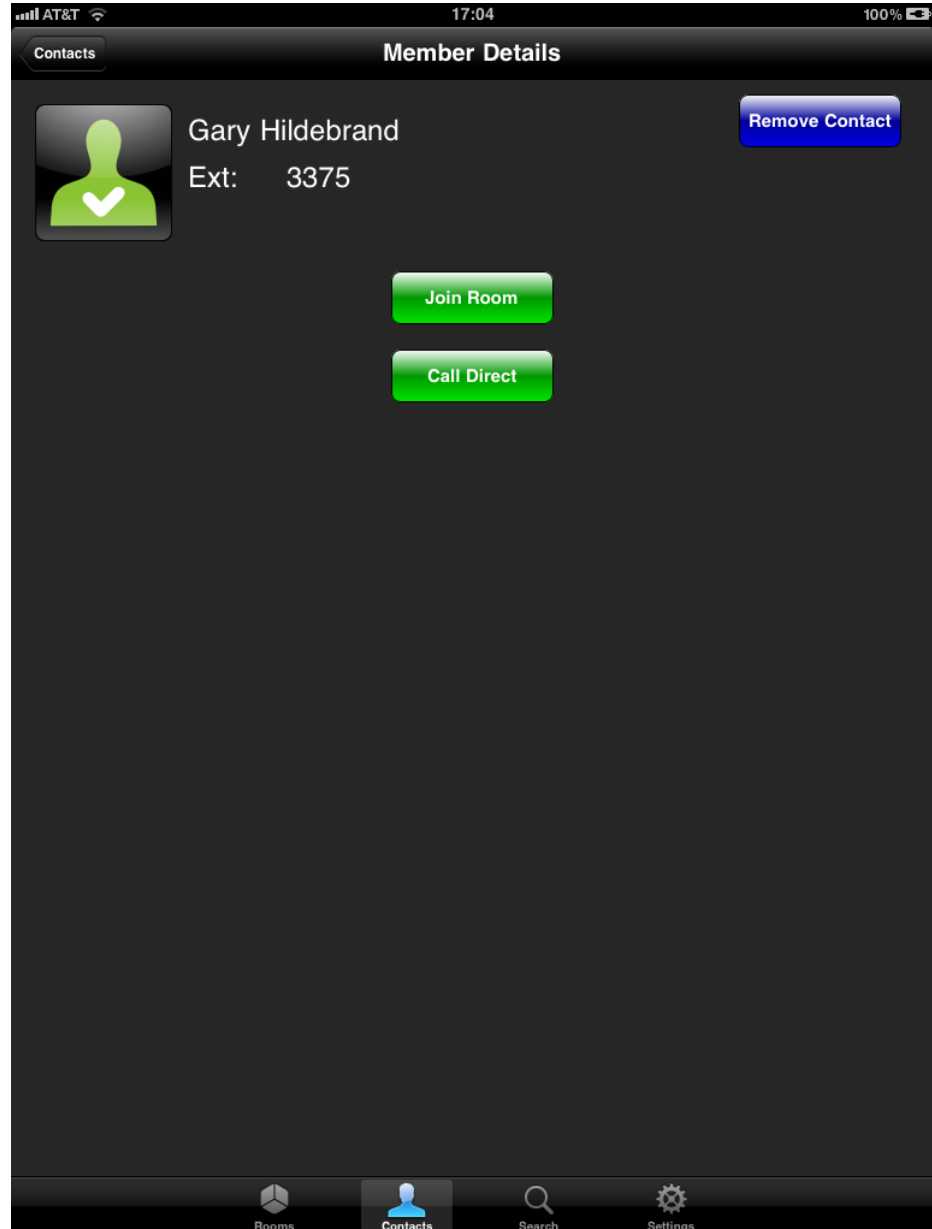 AT&T 17:04 100%
Contacts Member Details
Remove Contact
Gary Hildebrand
Ext: 3375
Join Room
Call Direct
Rooms Contacts Search Settings